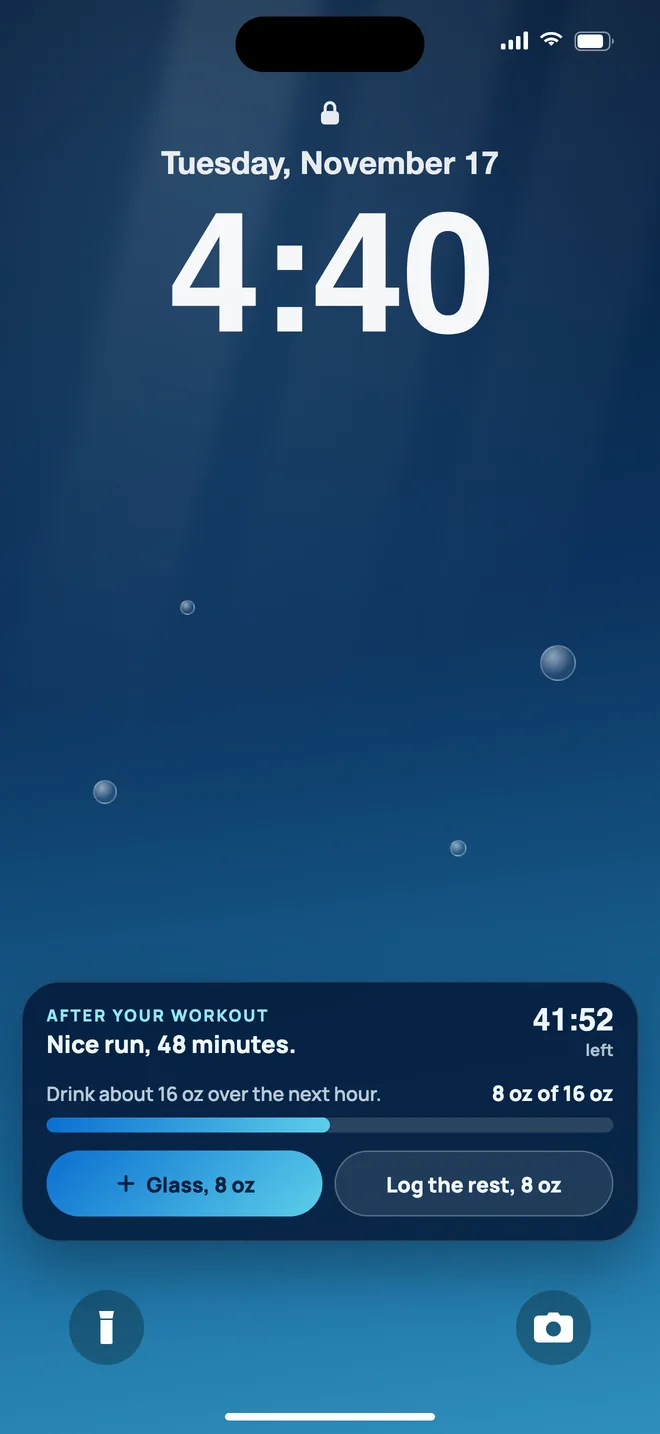 Tuesday, November 17
4:40
AFTER YOUR WORKOUT
41:52
Nice run, 48 minutes.
left
Drink about 16 oz over the next hour.
8 oz of 16 oz
+ Glass, 8 oz
Log the rest, 8 oz